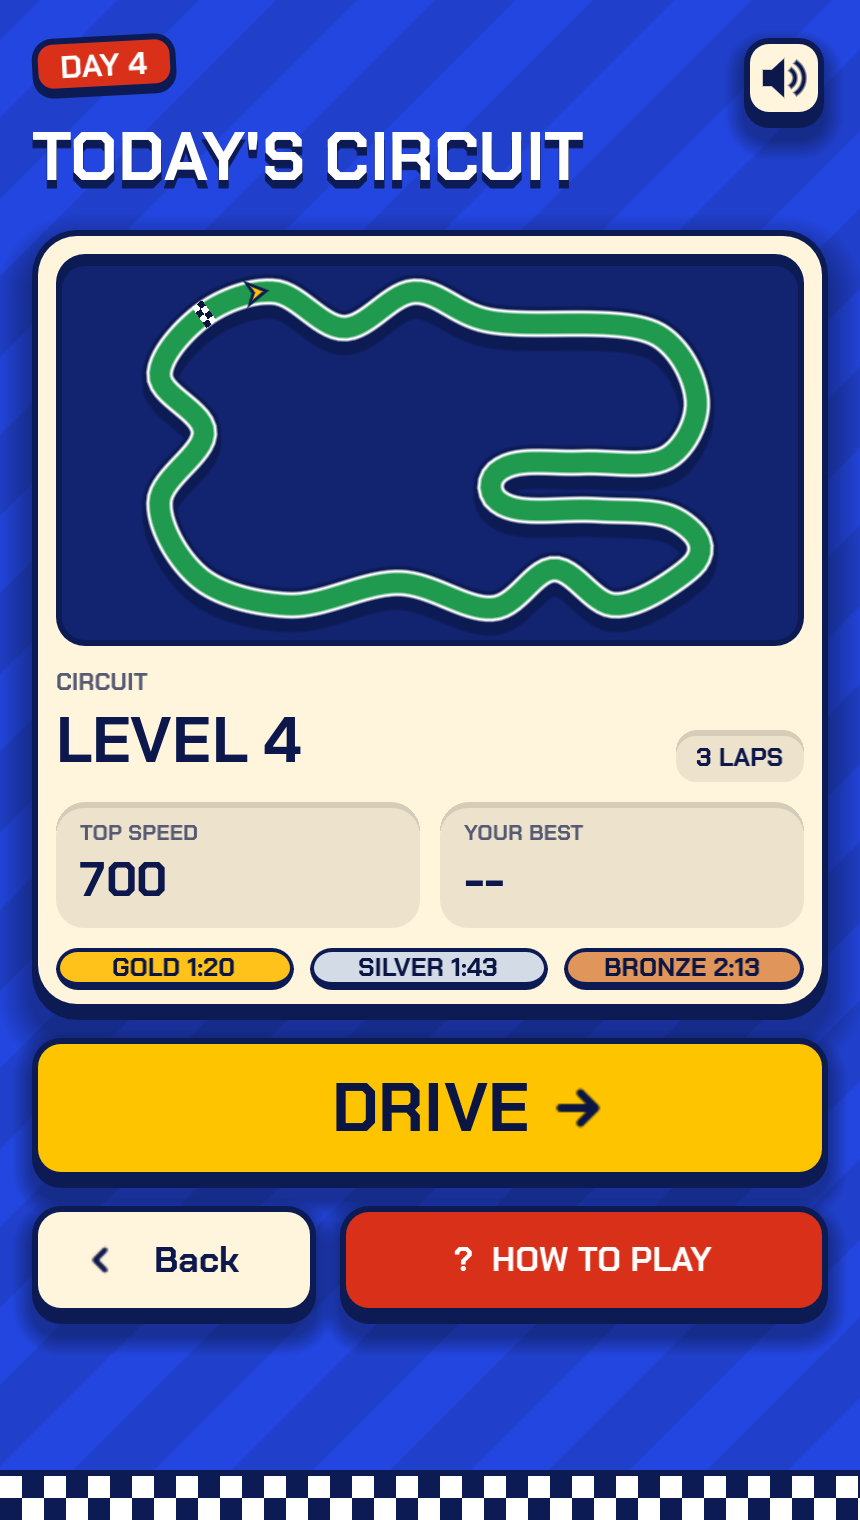 DAY 4
TODAY'S CIRCUIT
CIRCUIT
LEVEL 4
3 LAPS
TOP SPEED
700
YOUR BEST
--
GOLD 1:20
SILVER 1:43
BRONZE 2:13
DRIVE →
Back
? HOW TO PLAY